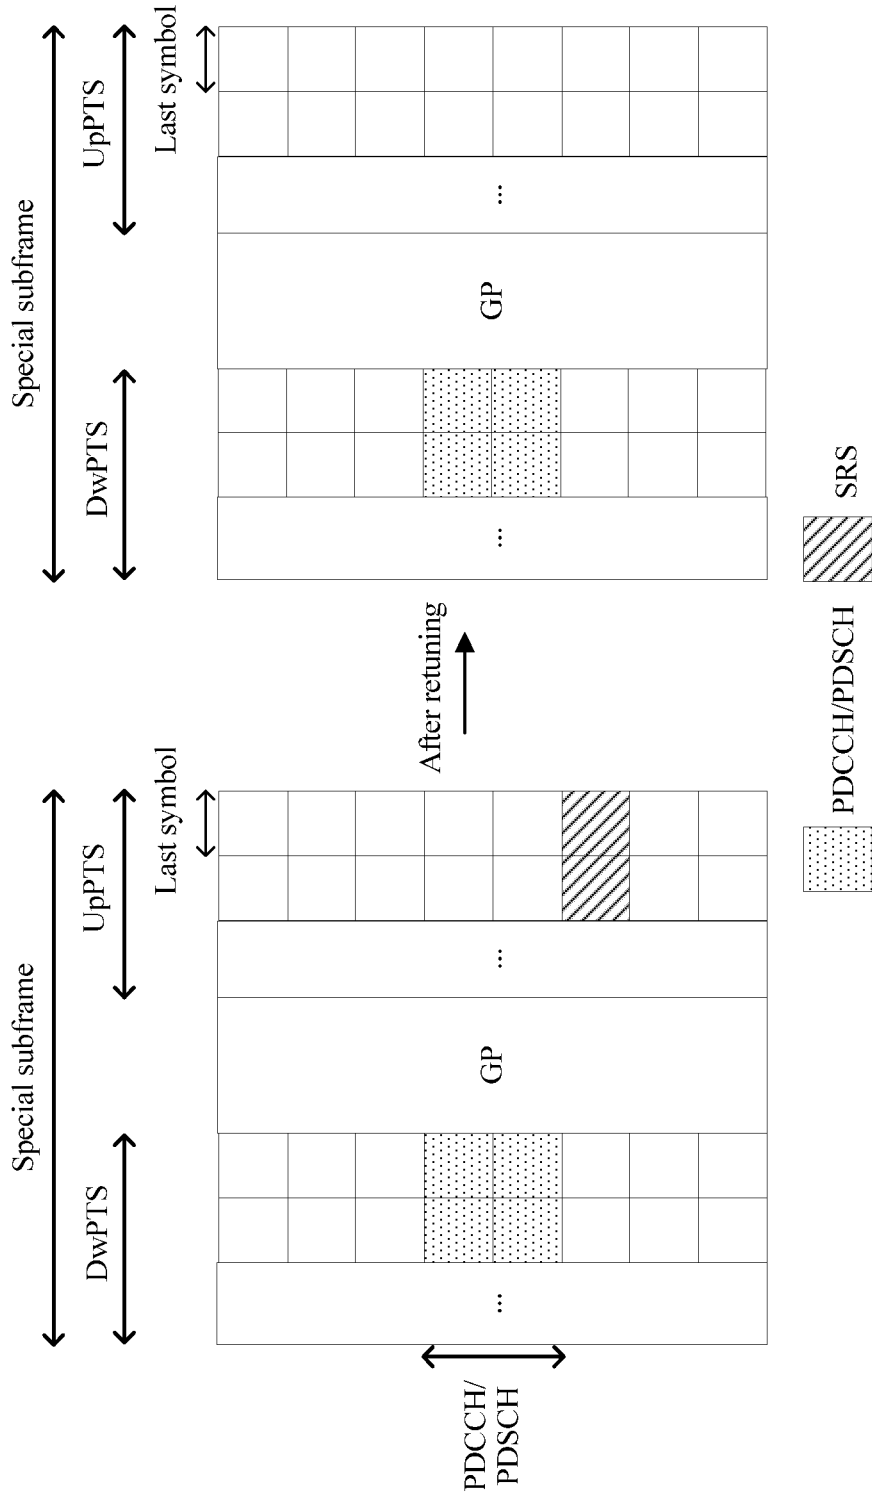 Special subframe
Special subframe
DwPTS
UpPTS
DwPTS
UpPTS
Last symbol
Last symbol
After retuning
PDCCH/
PDSCH
...
GP
...
...
GP
...
PDCCH/PDSCH
SRS